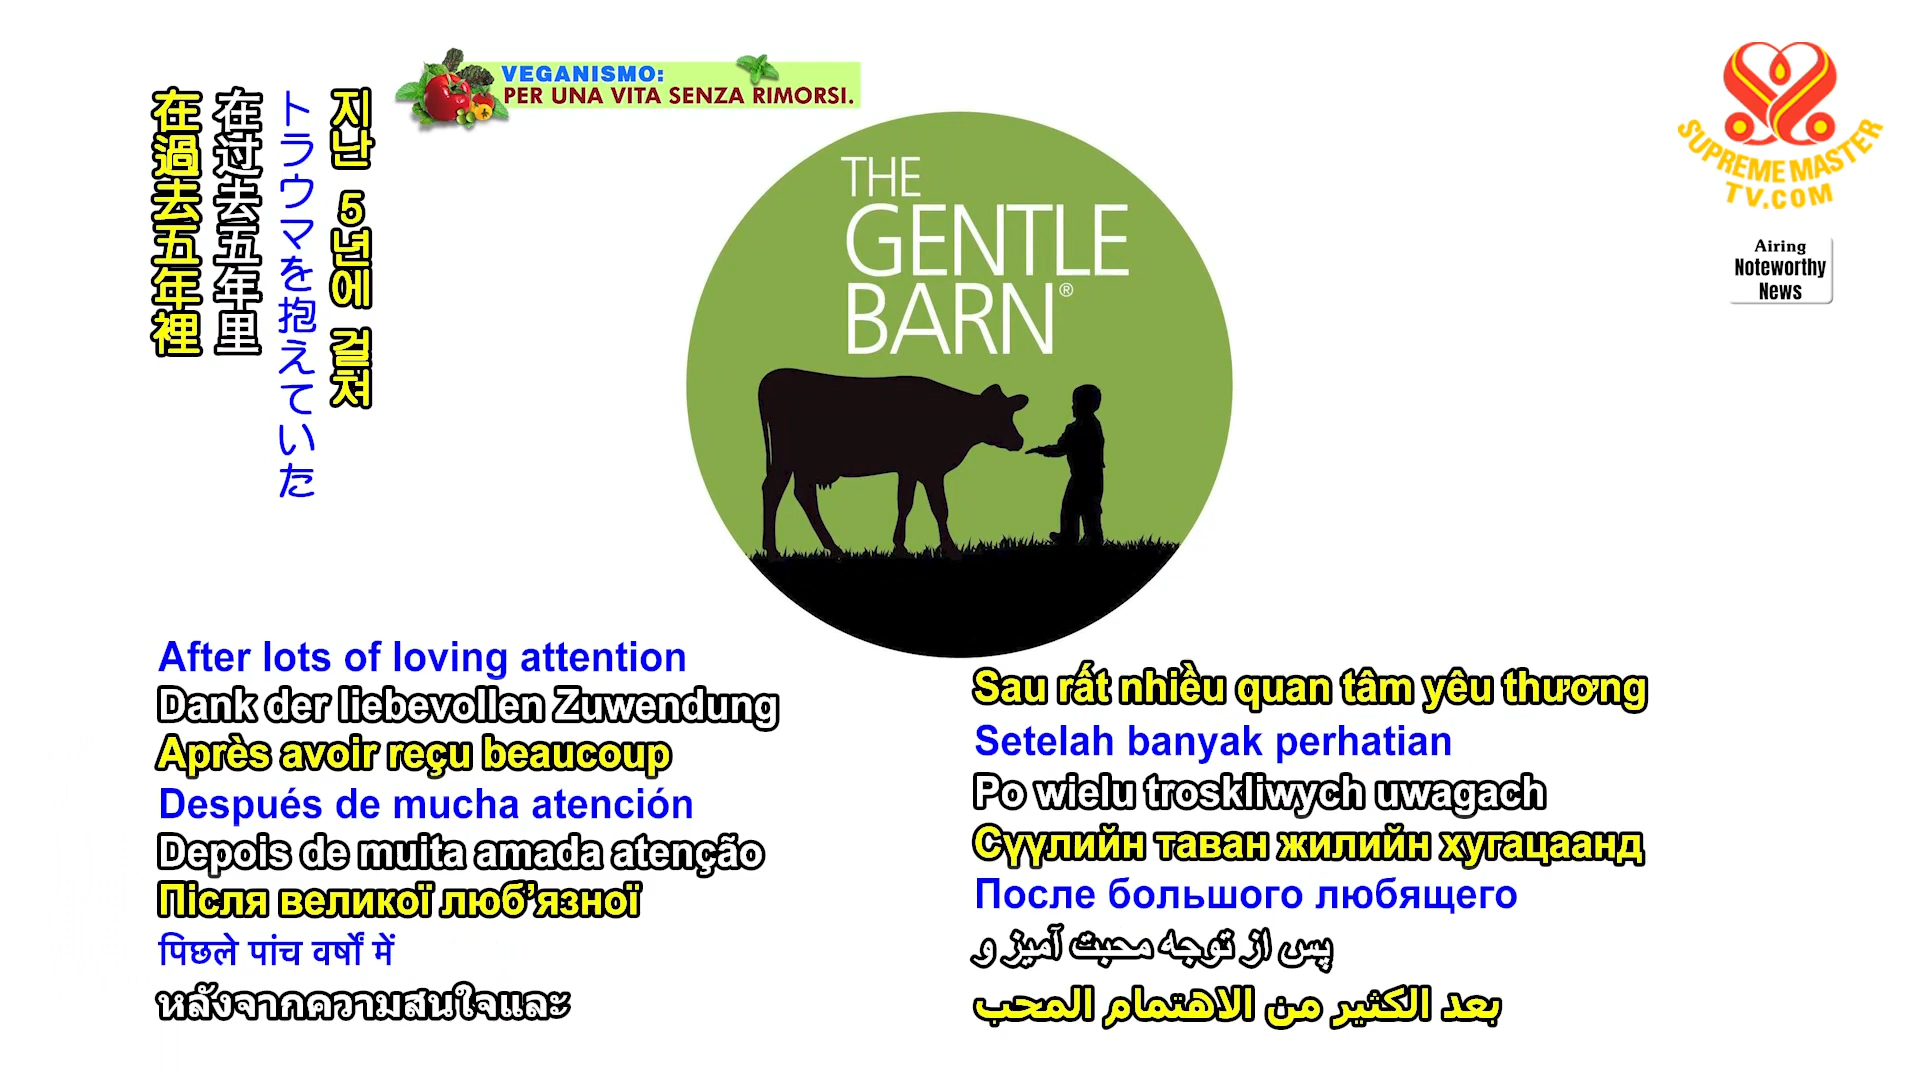 在過去五年裡
在过去五年里
トラウマを抱えていた
지난 5년에 걸쳐
VEGANISMO:
PER UNA VITA SENZA RIMORSI.
THE
GENTLE
BARN®
SUPREME MASTER
TV.COM
Airing
Noteworthy
News
After lots of loving attention
Dank der liebevollen Zuwendung
Après avoir reçu beaucoup
Después de mucha atención
Depois de muita amada atenção
Після великої люб’язної
पिछले पांच वर्षों में
หลังจากความสนใจและ
Sau rất nhiều quan tâm yêu thương
Setelah banyak perhatian
Po wielu troskliwych uwagach
Сүүлийн таван жилийн хугацаанд
После большого любящего
پس از توجه محبت آمیز و
بعد الكثير من الاهتمام المحب